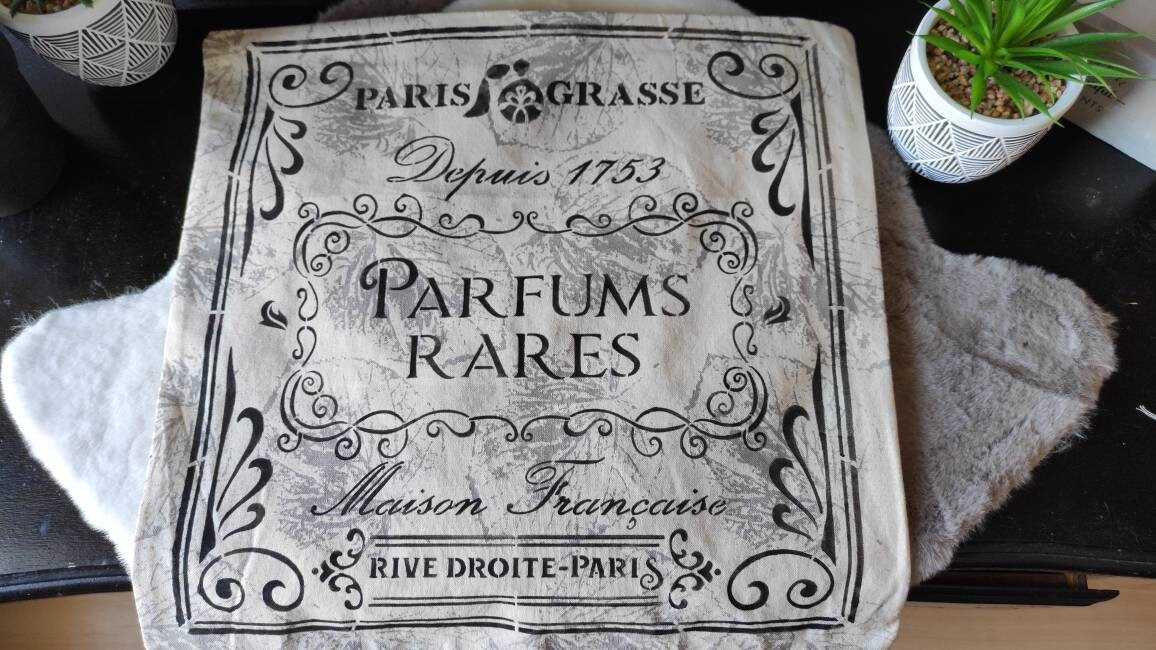 PARIS GRASSE
Depuis 1753
PARFUMS
RARES
Maison Française
RIVE DROITE-PARIS